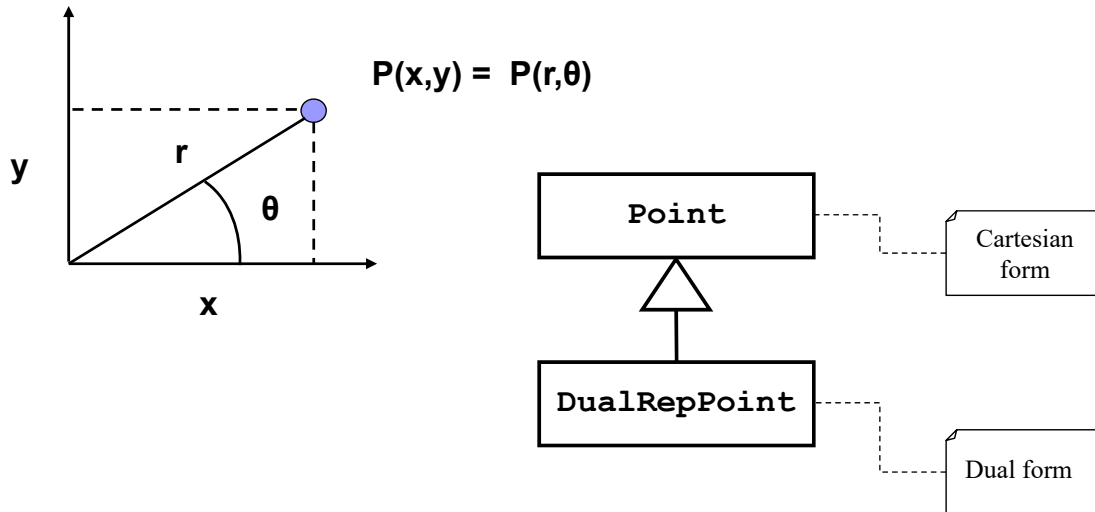 P(x,y) = P(r,θ)
r
y
θ
x
Point
Cartesian
form
DualRepPoint
Dual form